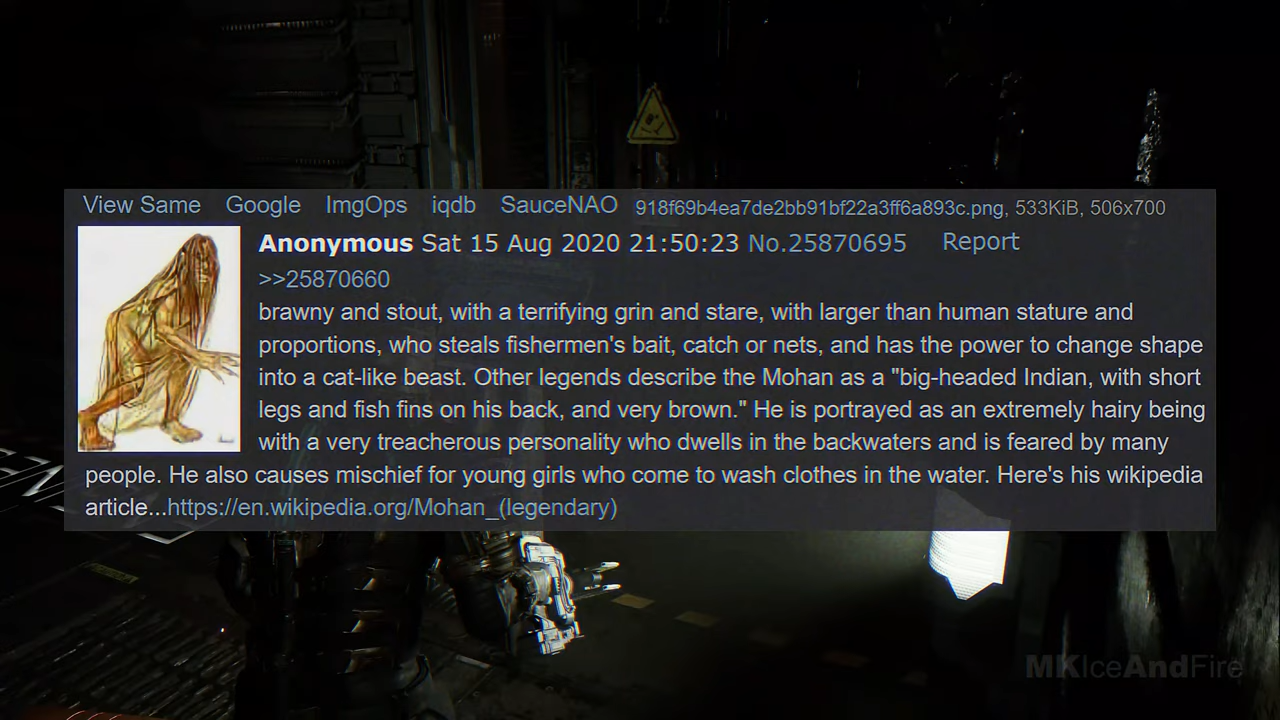 View Same Google ImgOps iqdb SauceNAO 918f69b4ea7de2bb91bf22a3ff6a893c.png, 533KiB, 506x700
Anonymous Sat 15 Aug 2020 21:50:23 No.25870695 Report
>>25870660
brawny and stout, with a terrifying grin and stare, with larger than human stature and
proportions, who steals fishermen's bait, catch or nets, and has the power to change shape
into a cat-like beast. Other legends describe the Mohan as a "big-headed Indian, with short
legs and fish fins on his back, and very brown." He is portrayed as an extremely hairy being
with a very treacherous personality who dwells in the backwaters and is feared by many
people. He also causes mischief for young girls who come to wash clothes in the water. Here's his wikipedia
article...https://en.wikipedia.org/Mohan_(legendary)
MKIceAndFire